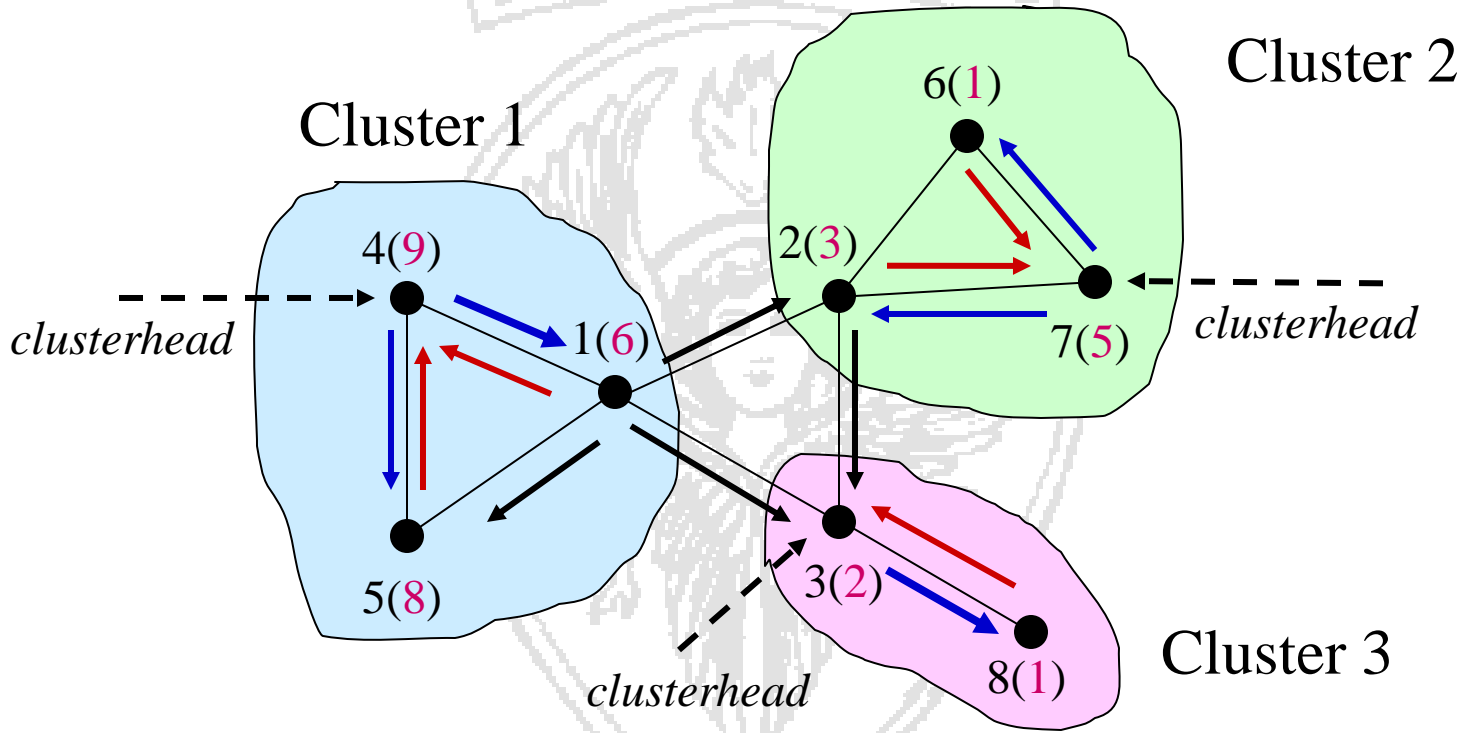 Cluster 2
6(1)
Cluster 1
4(9)
2(3)
clusterhead
1(6)
7(5)
clusterhead
5(8)
3(2)
clusterhead
8(1)
Cluster 3